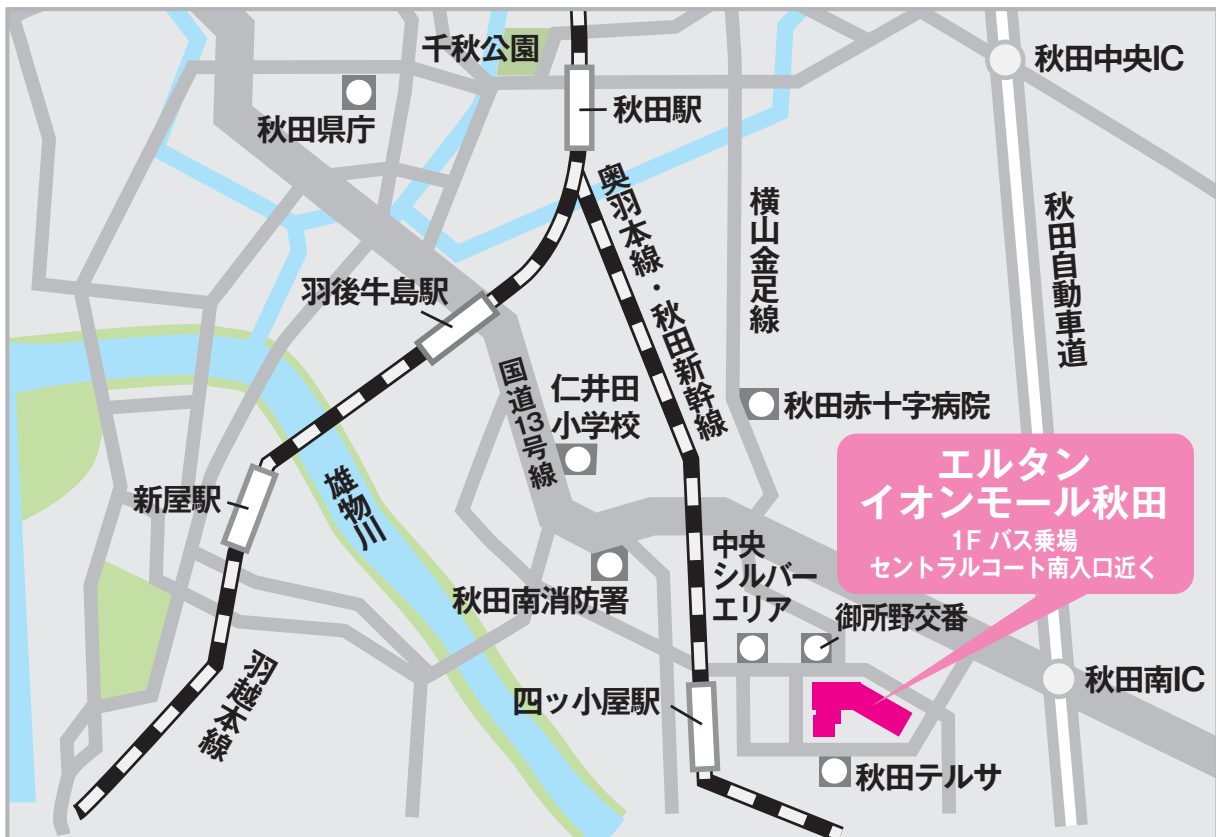 千秋公園
秋田中央IC
秋田駅
秋田県庁
奥羽本線・秋田新幹線
横山金足線
秋田自動車道
羽後牛島駅
国道13号線
仁井田
小学校
秋田赤十字病院
エルタン
イオンモール秋田
1F バス乗場
セントラルコート南入口近く
新屋駅
雄物川
中央
シルバー
エリア
秋田南消防署
御所野交番
羽越本線
四ッ小屋駅
秋田南IC
秋田テルサ